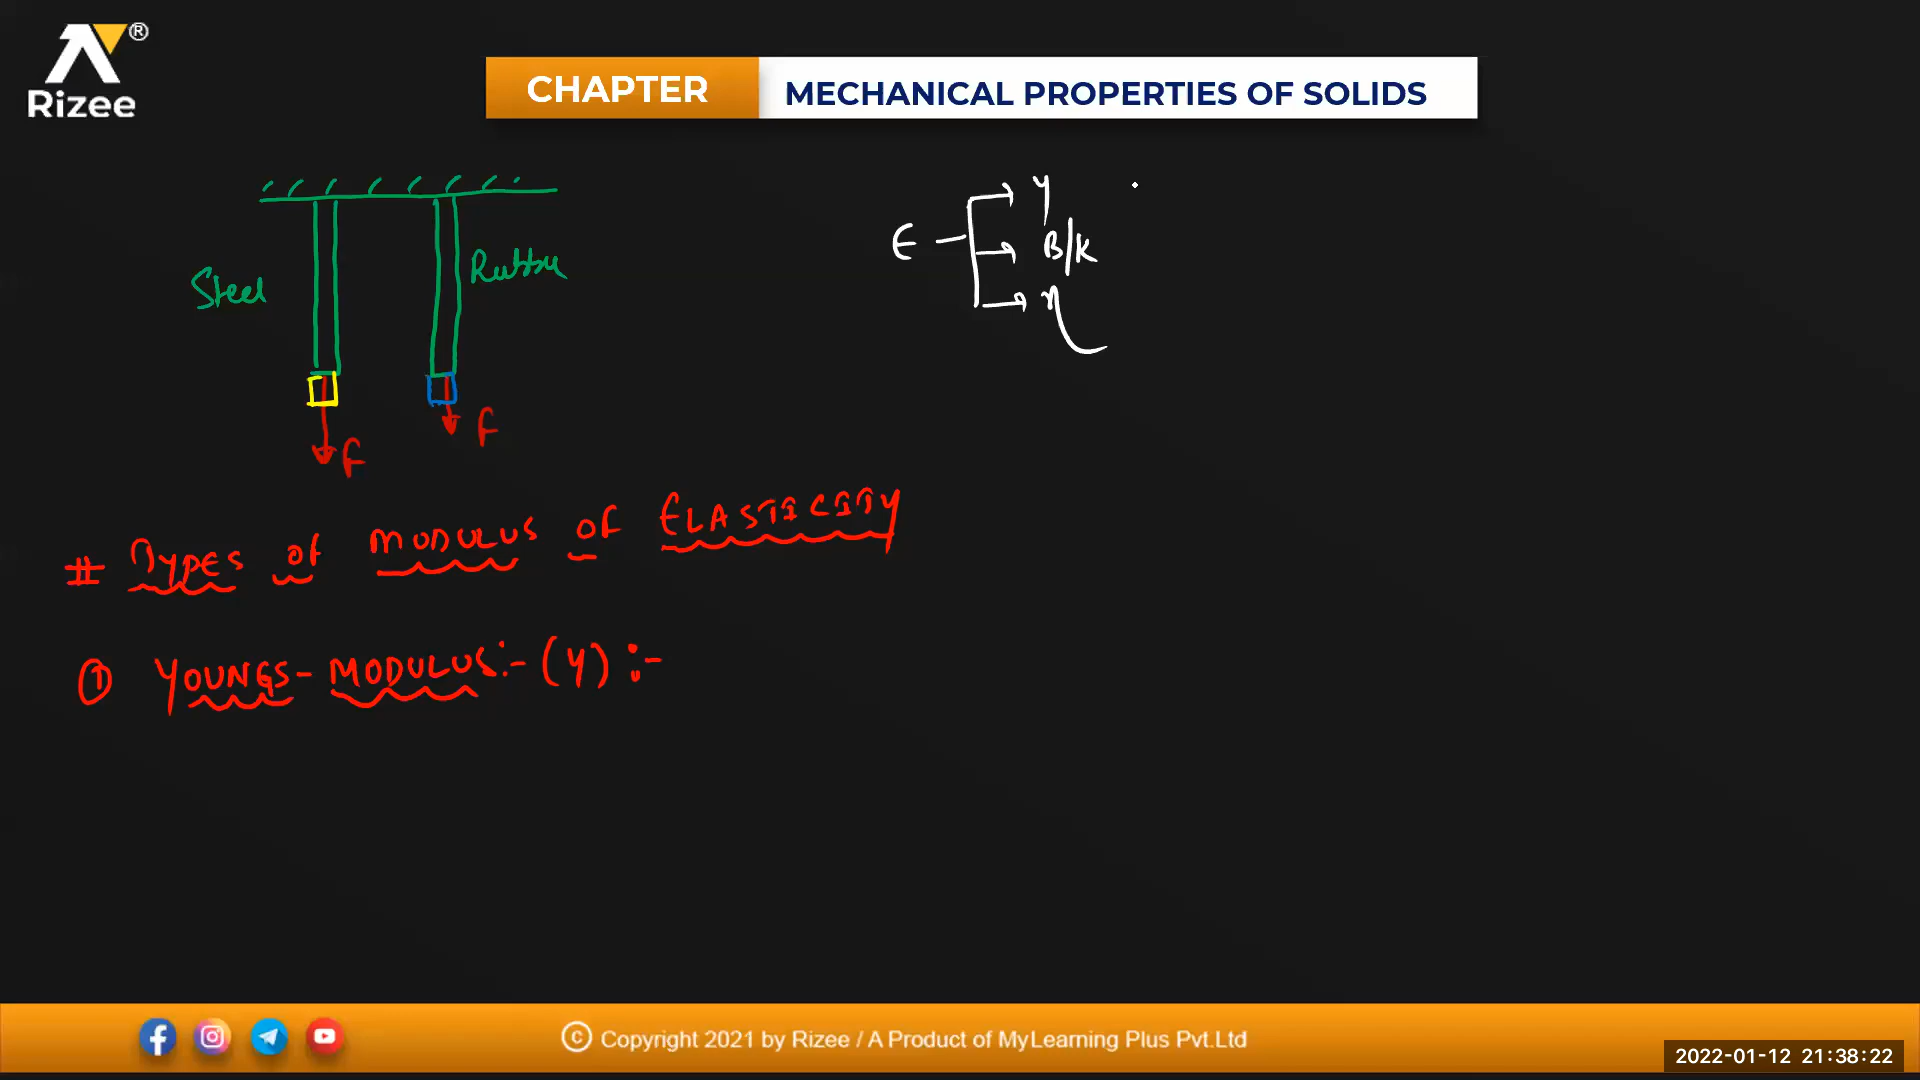 Rizee ®
CHAPTER MECHANICAL PROPERTIES OF SOLIDS
Steel
F
F
E
Y
B/K
η
# TYPES Of MODULUS Of ELASTICITY
① YOUNGS-MODULUS:- (Y) :-
© Copyright 2021 by Rizee / A Product of MyLearning Plus Pvt.Ltd
2022-01-12 21:38:22